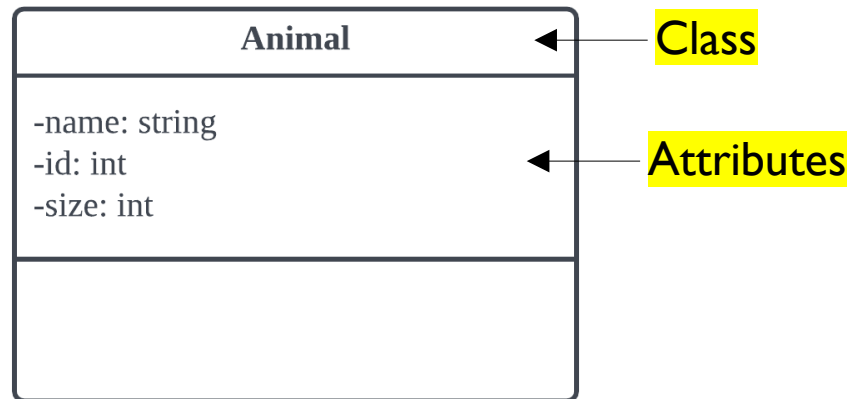 Animal
Class
-name: string
-id: int
-size: int
Attributes